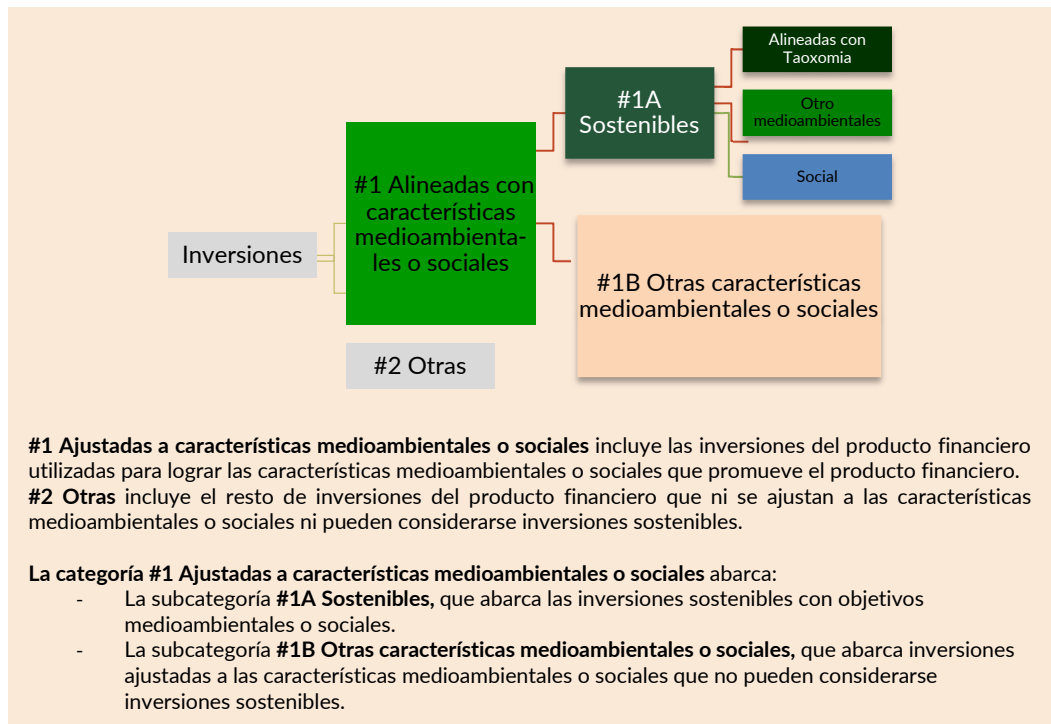 Alineadas con
Taoxomia
#1A
Sostenibles
Otro
medioambientales
Social
#1 Alineadas con
características
medioambienta-
les o sociales
Inversiones
#1B Otras características
medioambientales o sociales
#2 Otras
#1 Ajustadas a características medioambientales o sociales incluye las inversiones del producto financiero
utilizadas para lograr las características medioambientales o sociales que promueve el producto financiero.
#2 Otras incluye el resto de inversiones del producto financiero que ni se ajustan a las características
medioambientales o sociales ni pueden considerarse inversiones sostenibles.
La categoría #1 Ajustadas a características medioambientales o sociales abarca:
- La subcategoría #1A Sostenibles, que abarca las inversiones sostenibles con objetivos
medioambientales o sociales.
- La subcategoría #1B Otras características medioambientales o sociales, que abarca inversiones
ajustadas a las características medioambientales o sociales que no pueden considerarse
inversiones sostenibles.